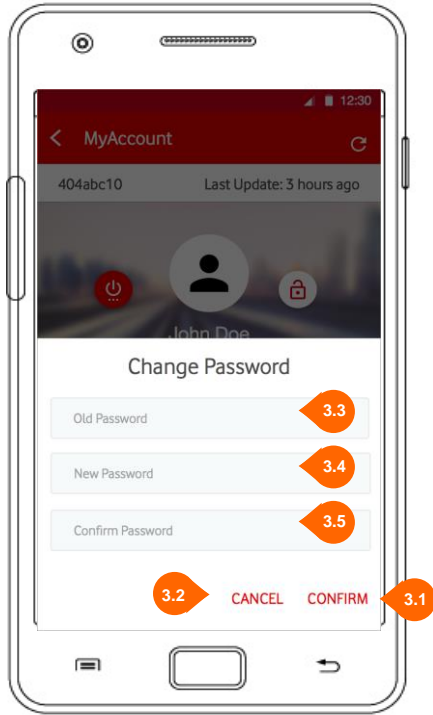 12:30
MyAccount
404abc10 Last Update: 3 hours ago
John Doe
Change Password
Old Password 3.3
New Password 3.4
Confirm Password 3.5
3.2 CANCEL CONFIRM 3.1